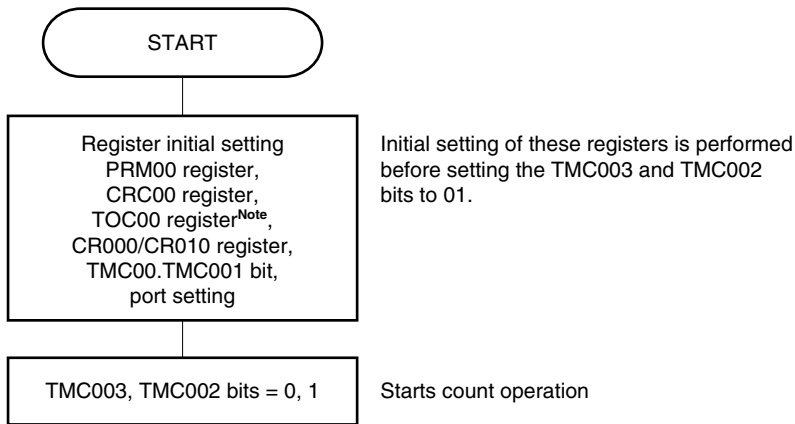 START
Register initial setting
PRM00 register,
CRC00 register,
TOC00 registerNote,
CR000/CR010 register,
TMC00.TMC001 bit,
port setting
Initial setting of these registers is performed
before setting the TMC003 and TMC002
bits to 01.
TMC003, TMC002 bits = 0, 1
Starts count operation